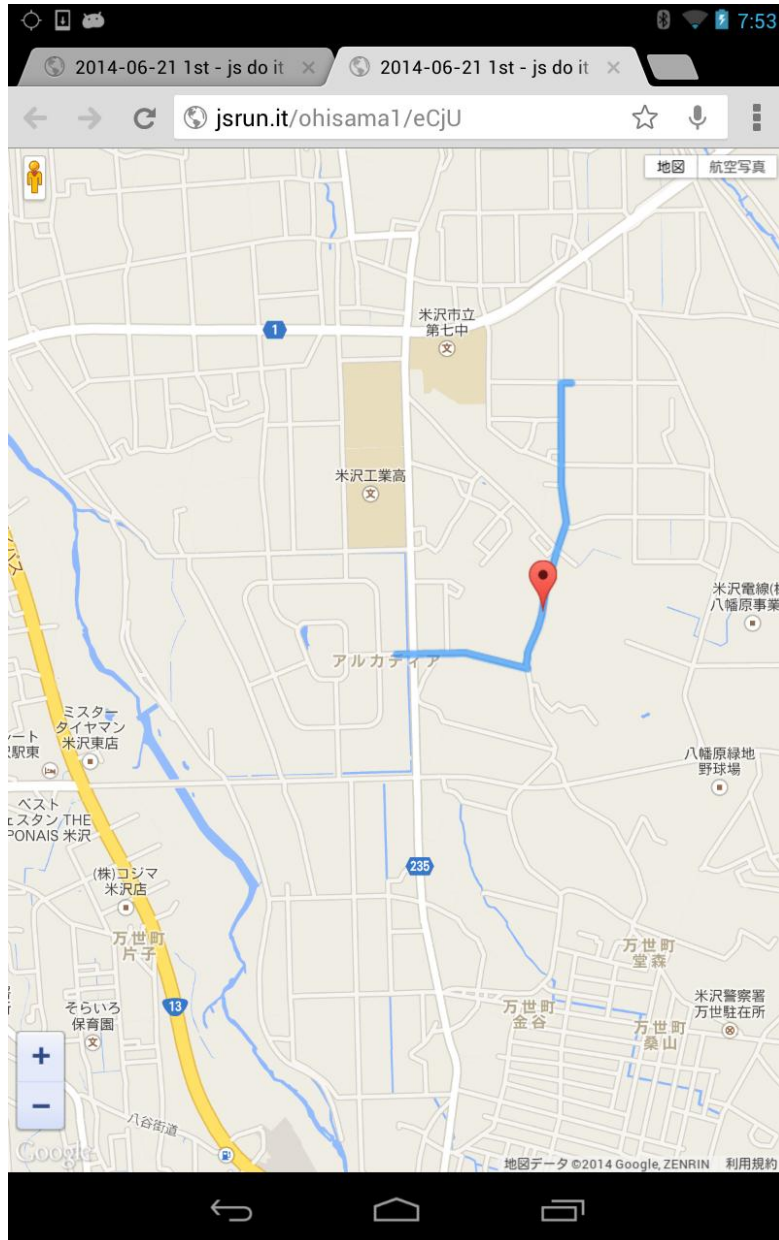 7:53
2014-06-21 1st - js do it
2014-06-21 1st - js do it
jsrun.it/ohisama1/eCjU
地図
航空写真
米沢市立
第七中
1
米沢工業高
米沢電線(株
八幡原事業
アルカディア
バス
ミスター
タイヤマン
米沢東店
ート
駅東
八幡原緑地
野球場
ベスト
ェスタン THE
PONAIS 米沢
235
(株)コジマ
米沢店
万世町
片子
万世町
堂森
13
そらいろ
保育園
万世町
金谷
万世町
桑山
米沢警察署
万世駐在所
+
−
八谷街道
Google
地図データ ©2014 Google, ZENRIN
利用規約